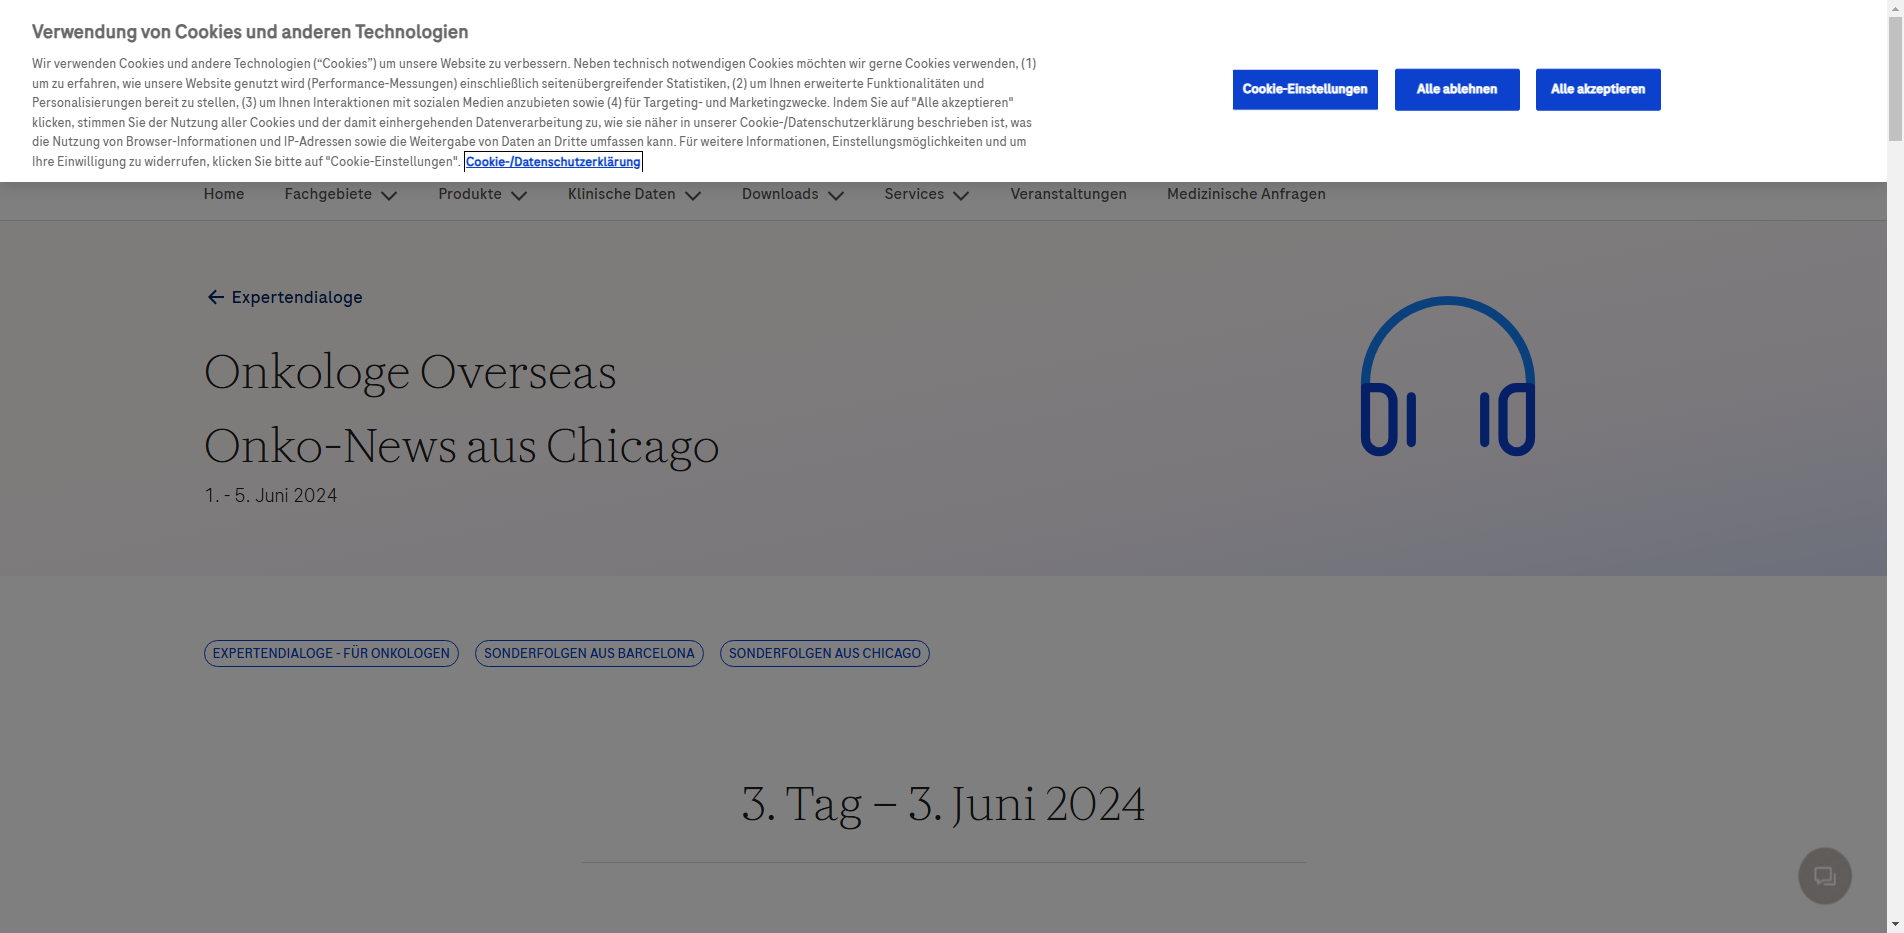 Verwendung von Cookies und anderen Technologien
Wir verwenden Cookies und andere Technologien (“Cookies”) um unsere Website zu verbessern. Neben technisch notwendigen Cookies möchten wir gerne Cookies verwenden, (1)
um zu erfahren, wie unsere Website genutzt wird (Performance-Messungen) einschließlich seitenübergreifender Statistiken, (2) um Ihnen erweiterte Funktionalitäten und
Personalisierungen bereit zu stellen, (3) um Ihnen Interaktionen mit sozialen Medien anzubieten sowie (4) für Targeting- und Marketingzwecke. Indem Sie auf "Alle akzeptieren"
klicken, stimmen Sie der Nutzung aller Cookies und der damit einhergehenden Datenverarbeitung zu, wie sie näher in unserer Cookie-/Datenschutzerklärung beschrieben ist, was
die Nutzung von Browser-Informationen und IP-Adressen sowie die Weitergabe von Daten an Dritte umfassen kann. Für weitere Informationen, Einstellungsmöglichkeiten und um
Ihre Einwilligung zu widerrufen, klicken Sie bitte auf "Cookie-Einstellungen". Cookie-/Datenschutzerklärung
Cookie-Einstellungen Alle ablehnen Alle akzeptieren
Home Fachgebiete Produkte Klinische Daten Downloads Services Veranstaltungen Medizinische Anfragen
Expertendialoge
Onkologe Overseas
Onko-News aus Chicago
1. - 5. Juni 2024
EXPERTENDIALOGE - FÜR ONKOLOGEN SONDERFOLGEN AUS BARCELONA SONDERFOLGEN AUS CHICAGO
3. Tag – 3. Juni 2024